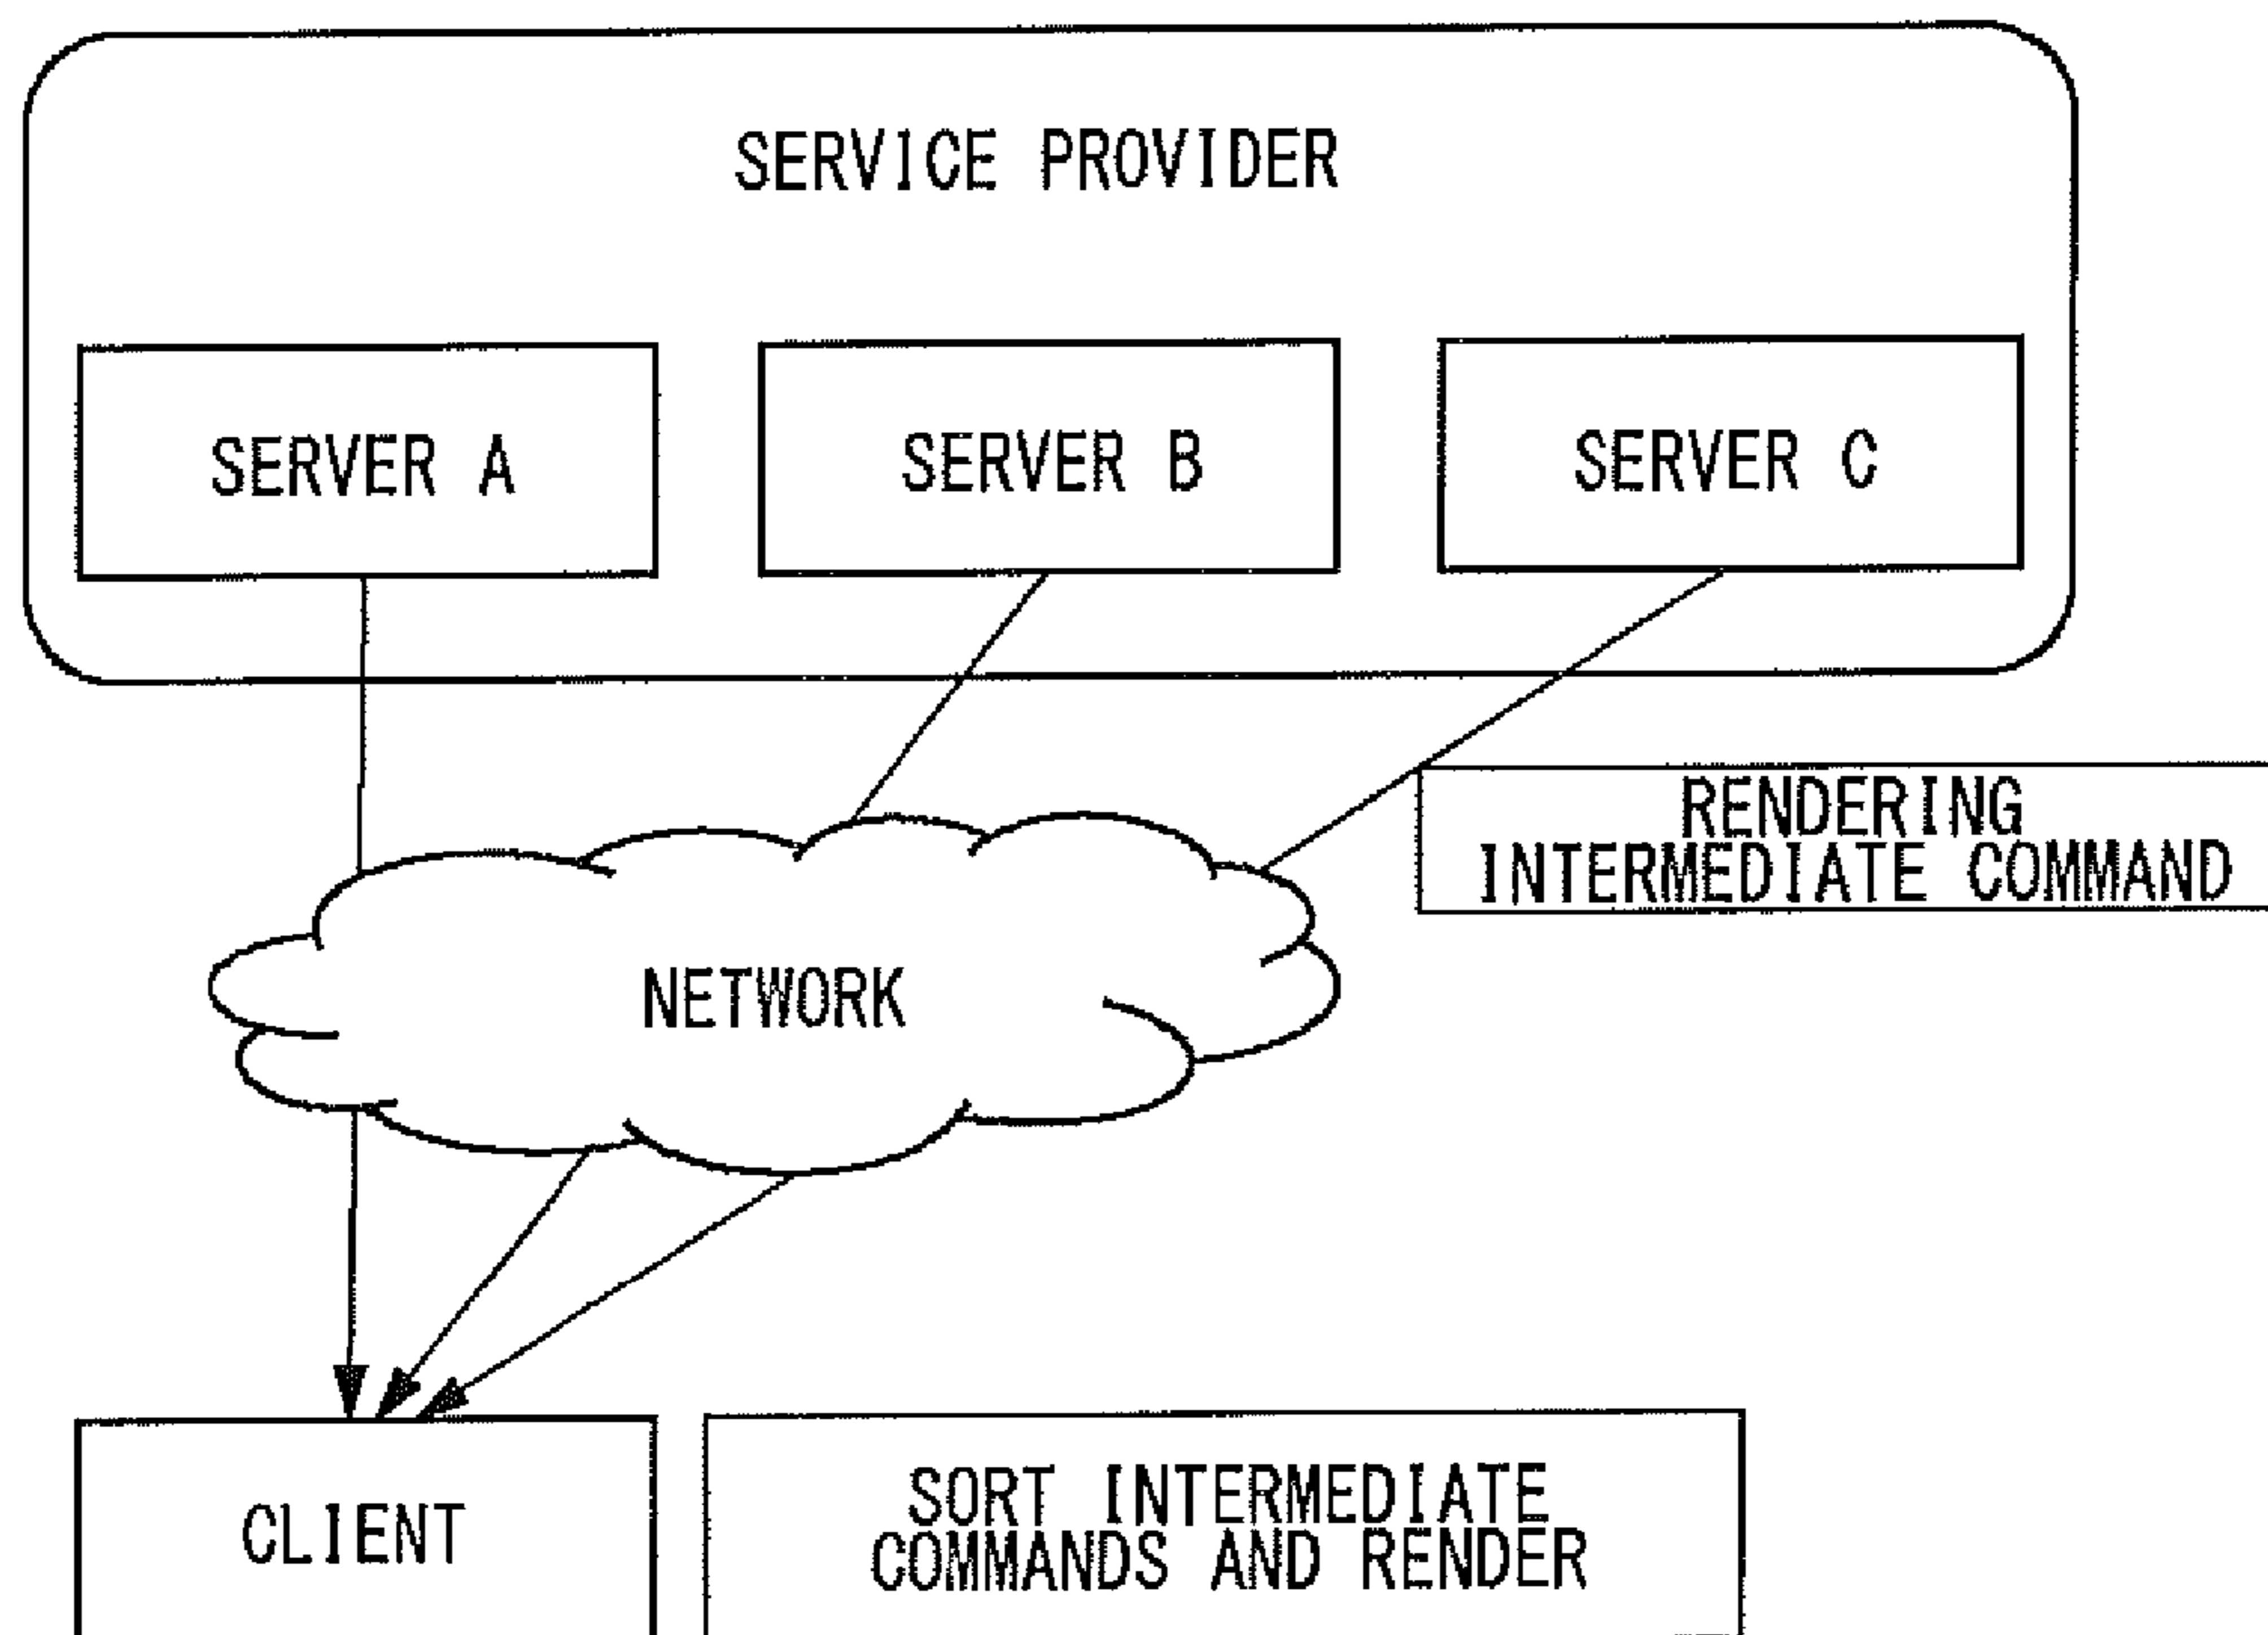 SERVICE PROVIDER
SERVER A
SERVER B
SERVER C
RENDERING
INTERMEDIATE COMMAND
NETWORK
CLIENT
SORT INTERMEDIATE
COMMANDS AND RENDER